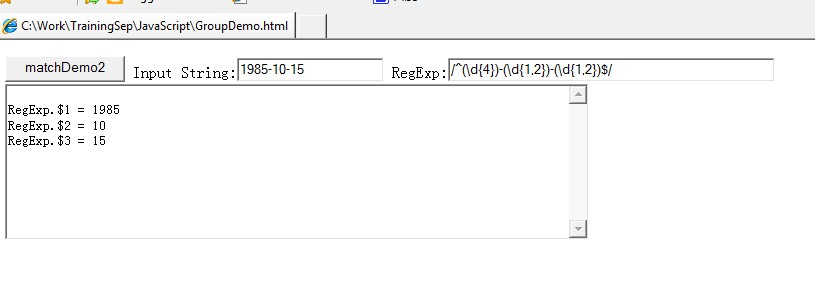 C:\Work\TrainingSep\JavaScript\GroupDemo.html
matchDemo2 Input String: 1985-10-15 RegExp: /^(\d{4})-(\d{1,2})-(\d{1,2})$/
RegExp.$1 = 1985
RegExp.$2 = 10
RegExp.$3 = 15